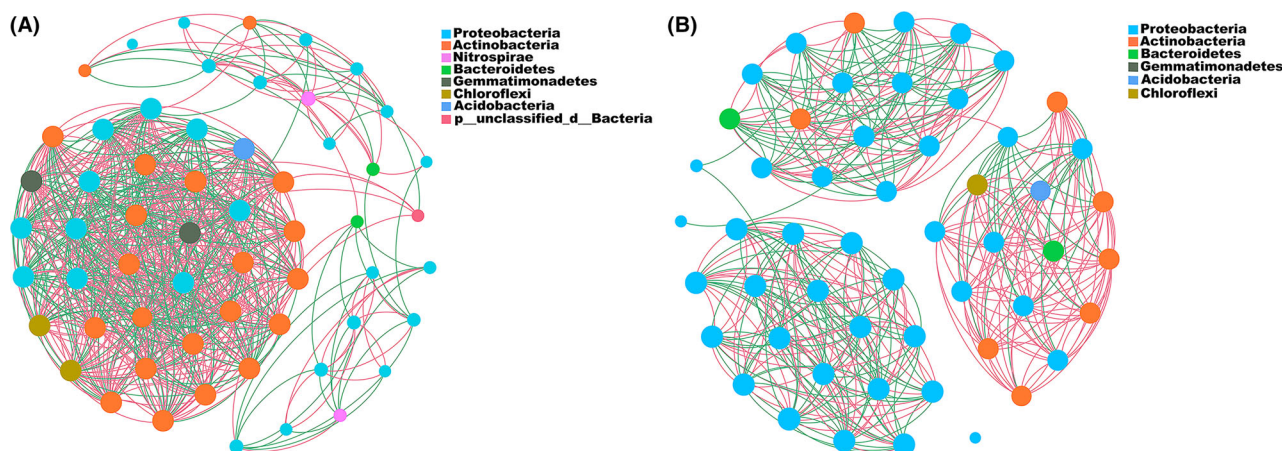 (A)
Proteobacteria
Actinobacteria
Nitrospirae
Bacteroidetes
Gemmatimonadetes
Chloroflexi
Acidobacteria
p__unclassified_d__Bacteria
(B)
Proteobacteria
Actinobacteria
Bacteroidetes
Gemmatimonadetes
Acidobacteria
Chloroflexi